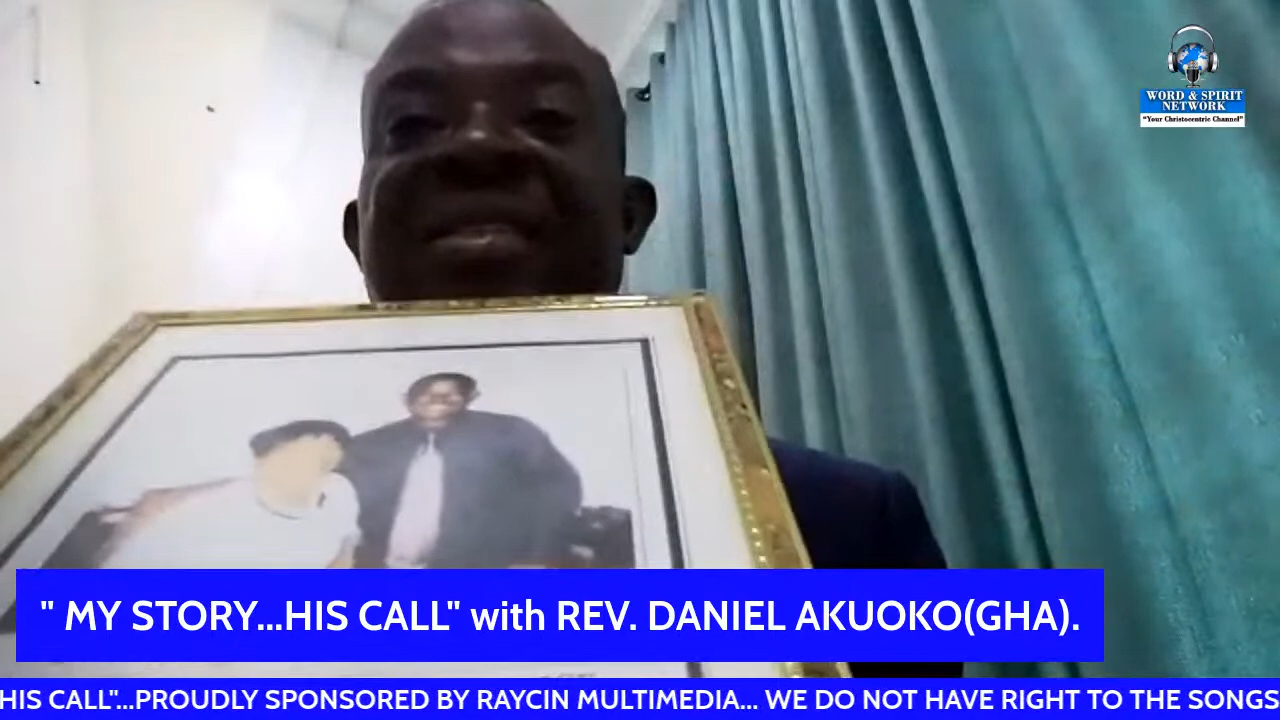 WORD & SPIRIT
NETWORK
"Your Christocentric Channel"
" MY STORY...HIS CALL" with REV. DANIEL AKUOKO(GHA).
HIS CALL"...PROUDLY SPONSORED BY RAYCIN MULTIMEDIA... WE DO NOT HAVE RIGHT TO THE SONGS